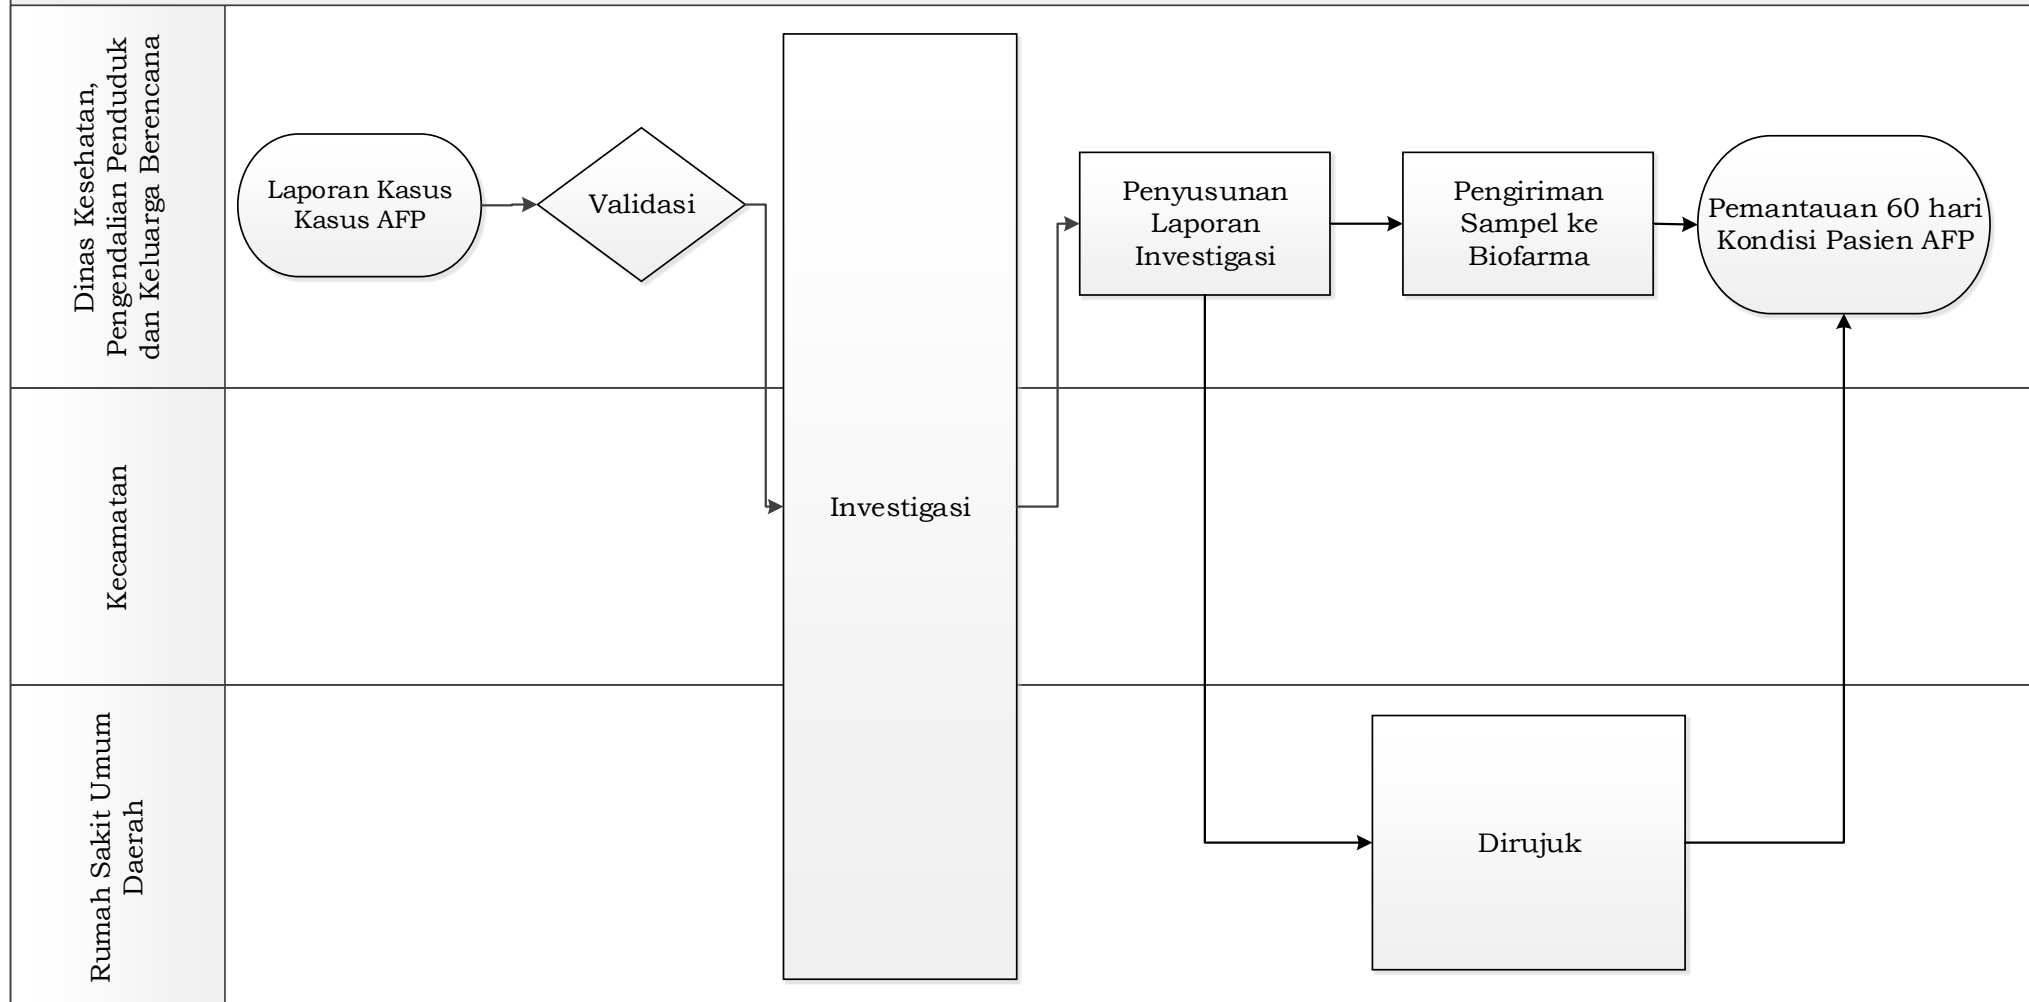 Dinas Kesehatan,
Pengendalian Penduduk
dan Keluarga Berencana
Laporan Kasus
Kasus AFP
Validasi
Penyusunan
Laporan
Investigasi
Pengiriman
Sampel ke
Biofarma
Pemantauan 60 hari
Kondisi Pasien AFP
Kecamatan
Investigasi
Rumah Sakit Umum
Daerah
Dirujuk